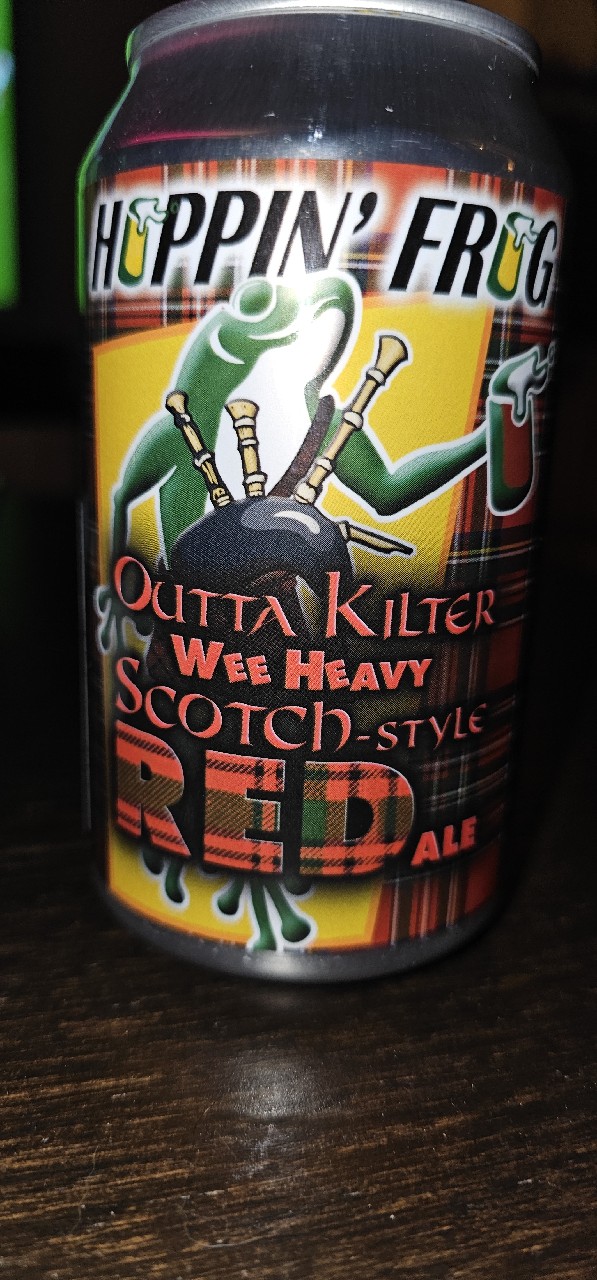 HOPPIN' FROG
OUTTA KILTER
WEE HEAVY
SCOTCH-STYLE
RED ALE